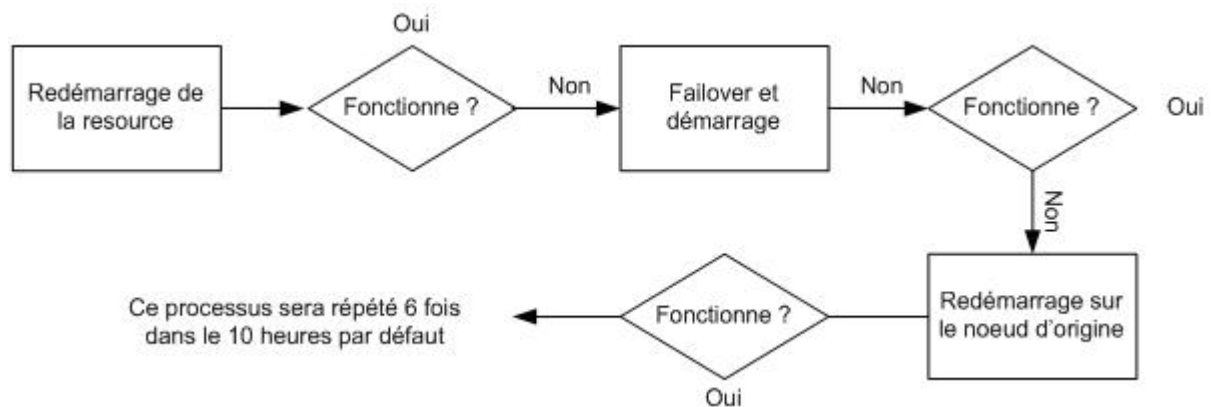 Oui
Redémarrage de
la resource
Fonctionne ?
Non
Failover et
démarrage
Non
Fonctionne ?
Oui
Non
Redémarrage sur
le noeud d'origine
Fonctionne ?
Oui
Ce processus sera répété 6 fois
dans le 10 heures par défaut